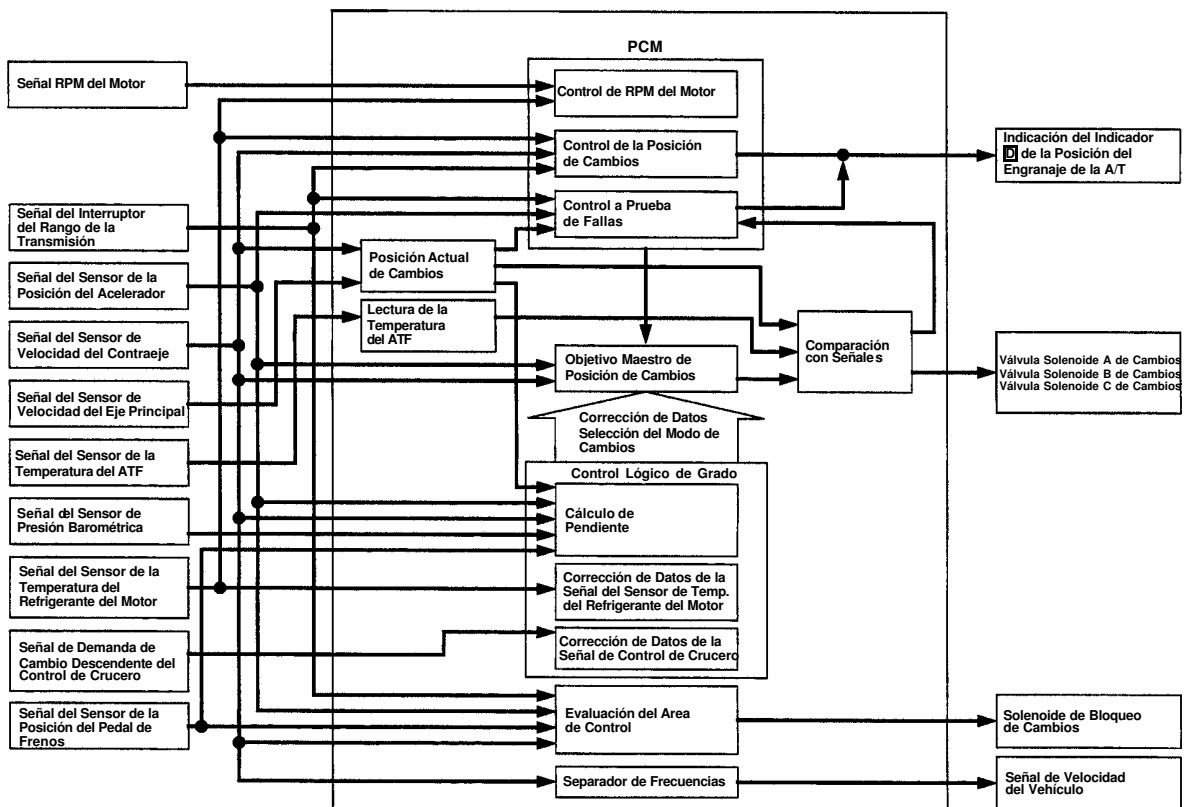 PCM
Señal RPM del Motor
Control de RPM del Motor
Control de la Posición
de Cambios
Indicación del Indicador
D de la Posición del
Engranaje de la A/T
Control a Prueba
de Fallas
Señal del Interruptor
del Rango de la
Transmisión
Posición Actual
de Cambios
Señal del Sensor de la
Posición del Acelerador
Lectura de la
Temperatura
del ATF
Señal del Sensor de
Velocidad del Contraeje
Objetivo Maestro de
Posición de Cambios
Comparación
con Señales
Válvula Solenoide A de Cambios
Válvula Solenoide B de Cambios
Válvula Solenoide C de Cambios
Señal del Sensor de
Velocidad del Eje Principal
Corrección de Datos
Selección del Modo de
Cambios
Señal del Sensor de la
Temperatura del ATF
Control Lógico de Grado
Señal del Sensor de
Presión Barométrica
Cálculo de
Pendiente
Señal del Sensor de la
Temperatura del
Refrigerante del Motor
Corrección de Datos de la
Señal del Sensor de Temp.
del Refrigerante del Motor
Señal de Demanda de
Cambio Descendente del
Control de Crucero
Corrección de Datos de la
Señal de Control de Crucero
Señal del Sensor de la
Posición del Pedal de
Frenos
Evaluación del Area
de Control
Solenoide de Bloqueo
de Cambios
Separador de Frecuencias
Señal de Velocidad
del Vehículo